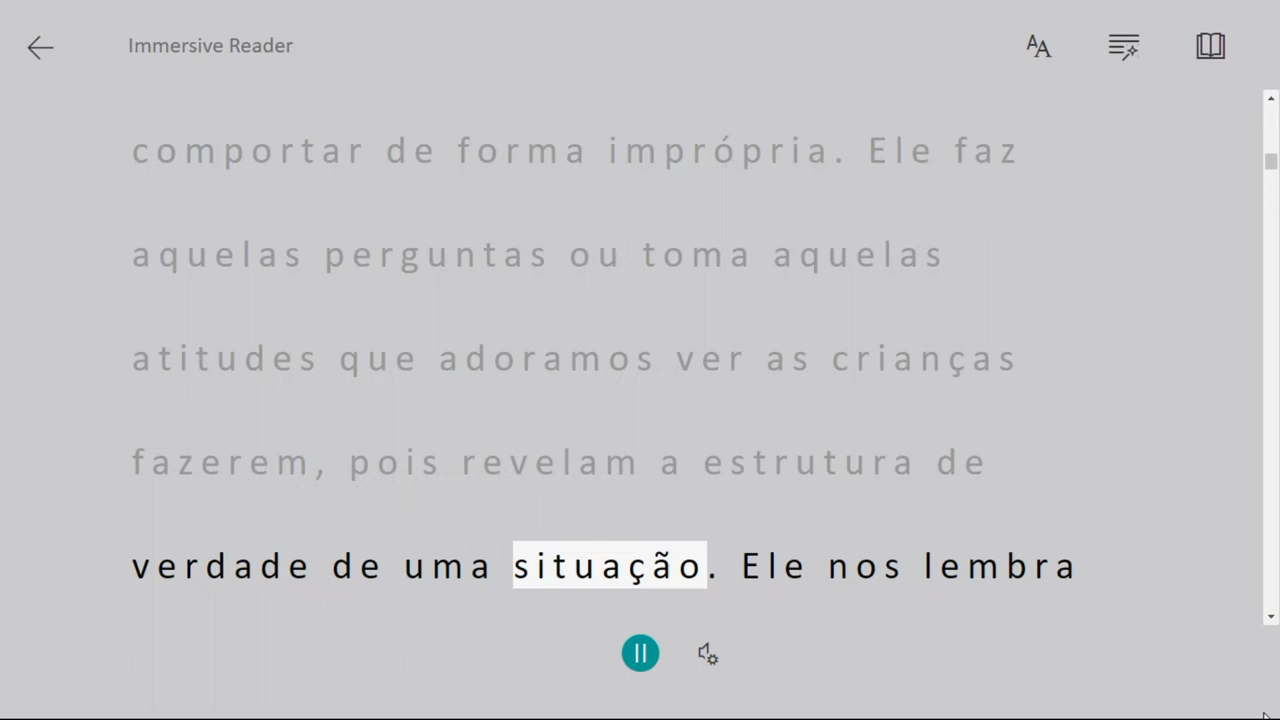 Immersive Reader
comportar de forma imprópria. Ele faz
aquelas perguntas ou toma aquelas
atitudes que adoramos ver as crianças
fazerem, pois revelam a estrutura de
verdade de uma situação. Ele nos lembra